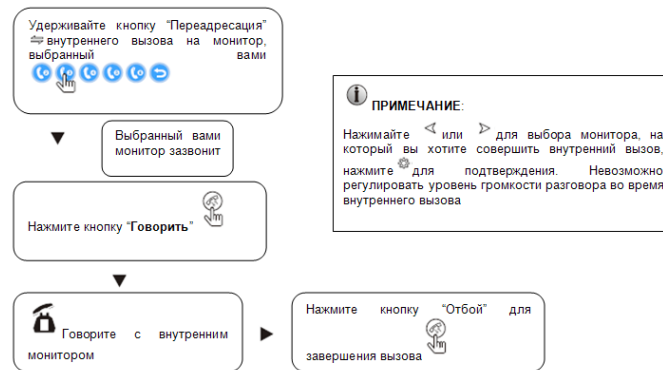 Удерживайте кнопку “Переадресация”
внутреннего вызова на монитор,
выбранный вами
Выбранный вами
монитор зазвонит
Нажмите кнопку “Говорить”
Говорите с внутренним
монитором
Нажмите кнопку “Отбой” для
завершения вызова
ПРИМЕЧАНИЕ:
Нажимайте или для выбора монитора, на
который вы хотите совершить внутренний вызов,
нажмите для подтверждения. Невозможно
регулировать уровень громкости разговора во время
внутреннего вызова